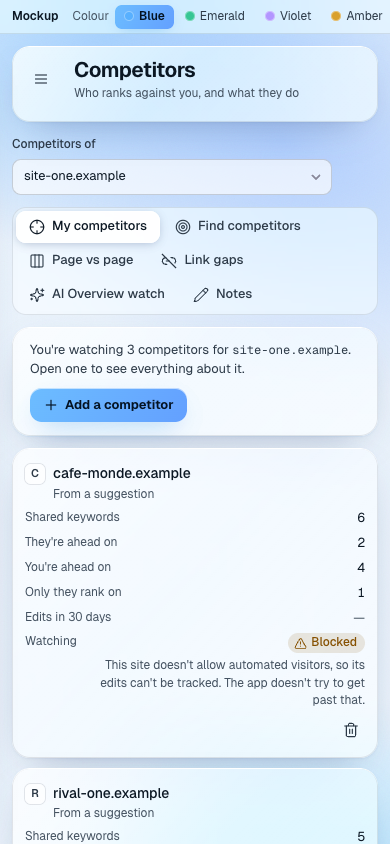 Mockup Colour Blue Emerald Violet Amber
Competitors
Who ranks against you, and what they do
Competitors of
site-one.example
My competitors Find competitors
Page vs page Link gaps
AI Overview watch Notes
You're watching 3 competitors for site-one.example.
Open one to see everything about it.
Add a competitor
C cafe-monde.example
From a suggestion
Shared keywords 6
They're ahead on 2
You're ahead on 4
Only they rank on 1
Edits in 30 days —
Watching Blocked
This site doesn't allow automated visitors, so its
edits can't be tracked. The app doesn't try to get
past that.
R rival-one.example
From a suggestion
Shared keywords 5